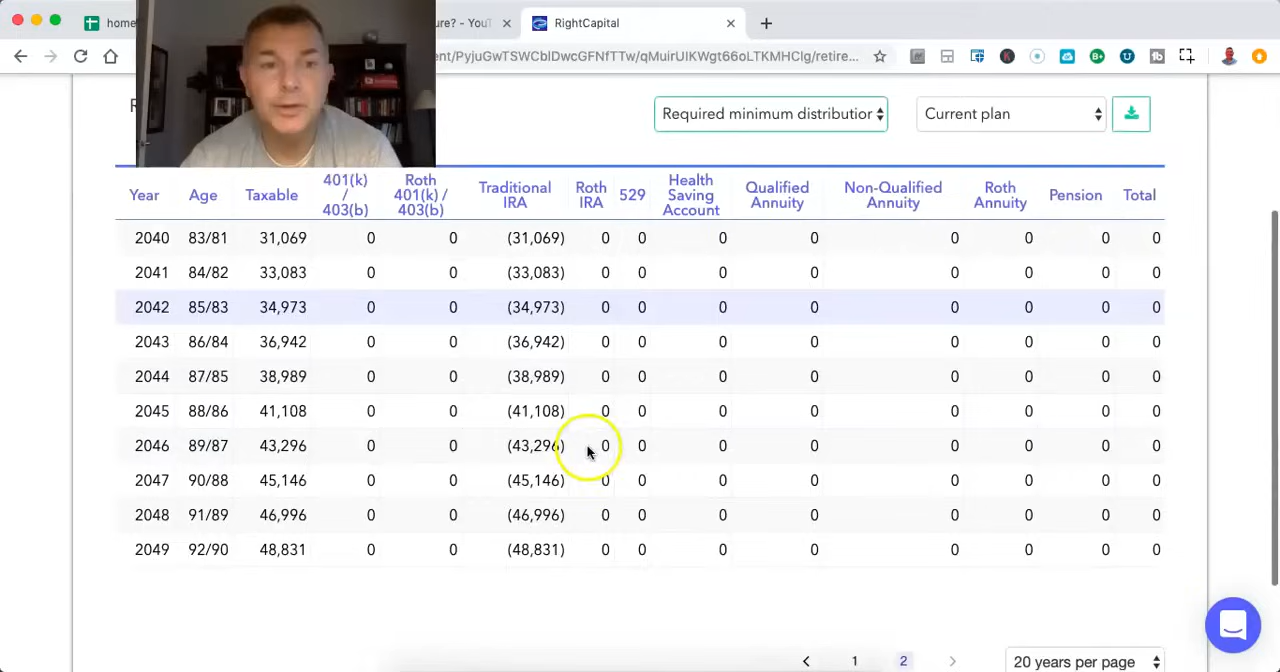 home
ure? - YouT
RightCapital
ent/PyjuGwTSWCblDwcGFNfTTw/qMuirUIKWgt66oLTKMHClg/retire...
R
Required minimum distribution
Current plan
Year Age Taxable 401(k) / 403(b) Roth 401(k) / 403(b) Traditional IRA Roth IRA 529 Health Saving Account Qualified Annuity Non-Qualified Annuity Roth Annuity Pension Total
2040 83/81 31,069 0 0 (31,069) 0 0 0 0 0 0 0 0
2041 84/82 33,083 0 0 (33,083) 0 0 0 0 0 0 0 0
2042 85/83 34,973 0 0 (34,973) 0 0 0 0 0 0 0 0
2043 86/84 36,942 0 0 (36,942) 0 0 0 0 0 0 0 0
2044 87/85 38,989 0 0 (38,989) 0 0 0 0 0 0 0 0
2045 88/86 41,108 0 0 (41,108) 0 0 0 0 0 0 0 0
2046 89/87 43,296 0 0 (43,296) 0 0 0 0 0 0 0 0
2047 90/88 45,146 0 0 (45,146) 0 0 0 0 0 0 0 0
2048 91/89 46,996 0 0 (46,996) 0 0 0 0 0 0 0 0
2049 92/90 48,831 0 0 (48,831) 0 0 0 0 0 0 0 0
1 2
20 years per page